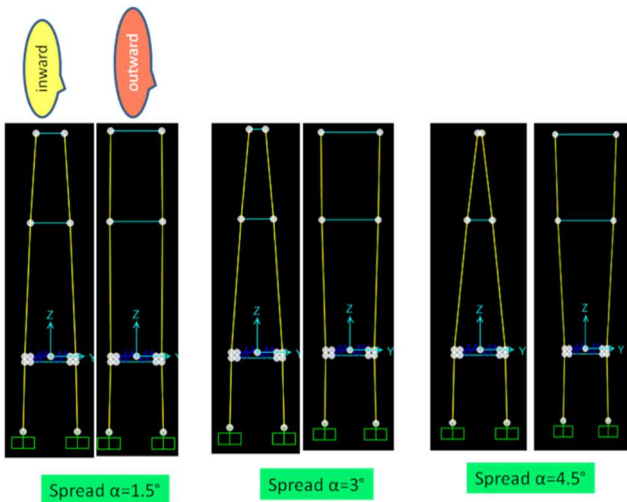 inward
outward
Z
Y
Z
Z
Y
Z
Z
Y
Z
Spread α=1.5°
Spread α=3°
Spread α=4.5°